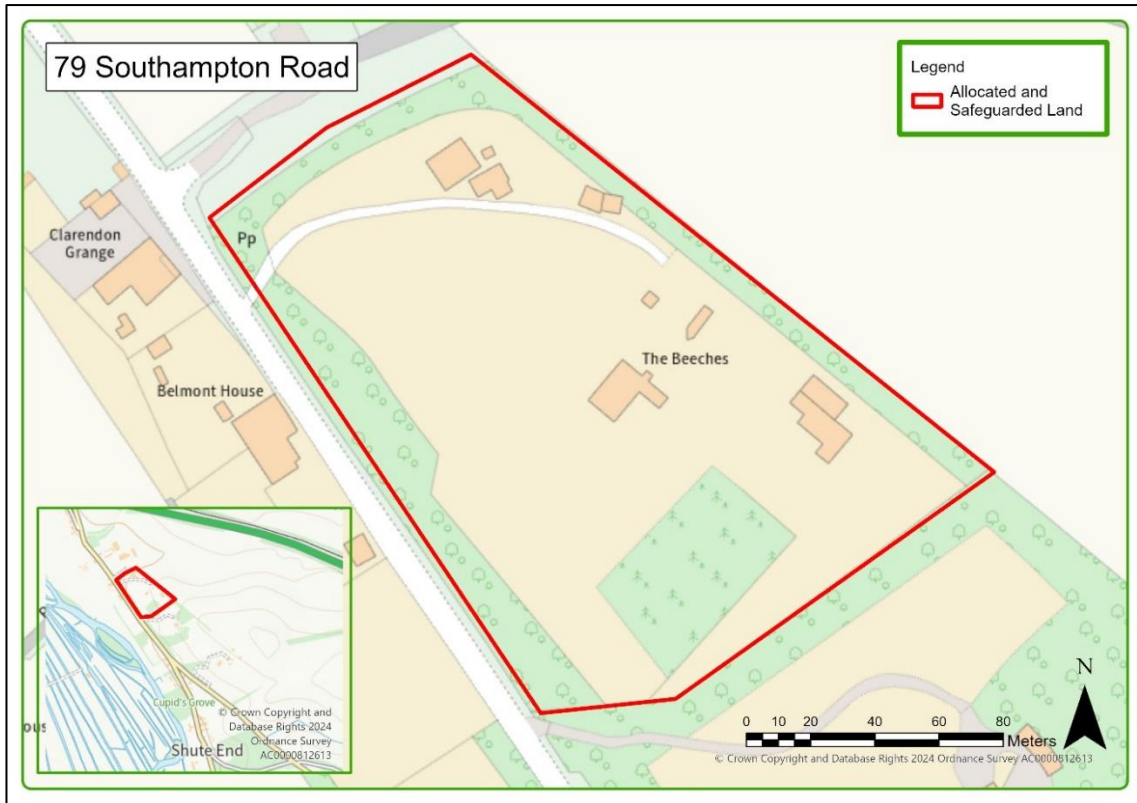 79 Southampton Road
Legend
Allocated and
Safeguarded Land
Clarendon
Grange
Pp
Belmont House
The Beeches
Cupid's Grove
Shute End
© Crown Copyright and
Database Rights 2024
Ordnance Survey
AC0000812613
N
0 10 20 40 60 80
Meters
© Crown Copyright and Database Rights 2024 Ordnance Survey AC0000812613